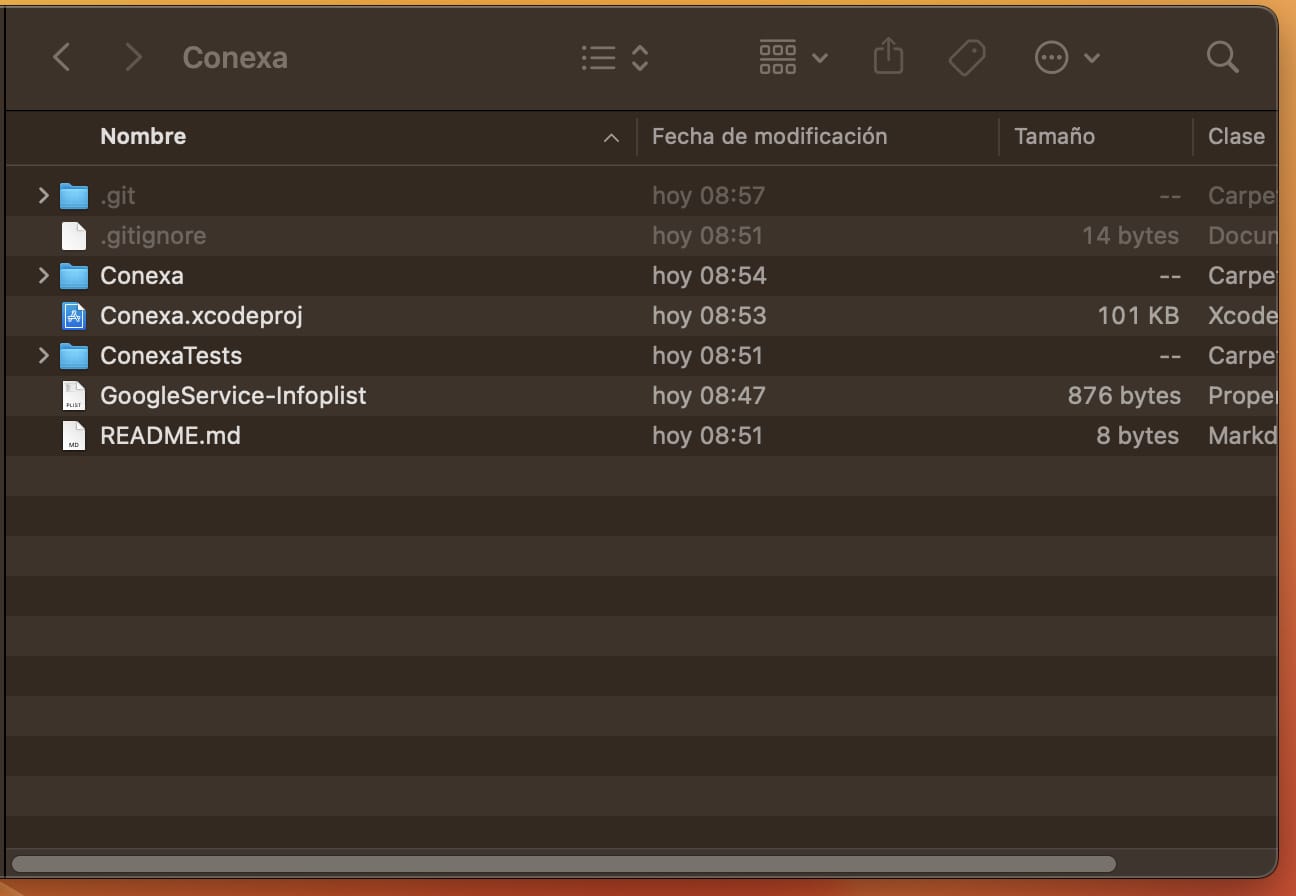 Conexa
Nombre Fecha de modificación Tamaño Clase
.git hoy 08:57 -- Carpe
.gitignore hoy 08:51 14 bytes Docum
Conexa hoy 08:54 -- Carpe
Conexa.xcodeproj hoy 08:53 101 KB Xcode
ConexaTests hoy 08:51 -- Carpe
GoogleService-Infoplist hoy 08:47 876 bytes Proper
README.md hoy 08:51 8 bytes Markd